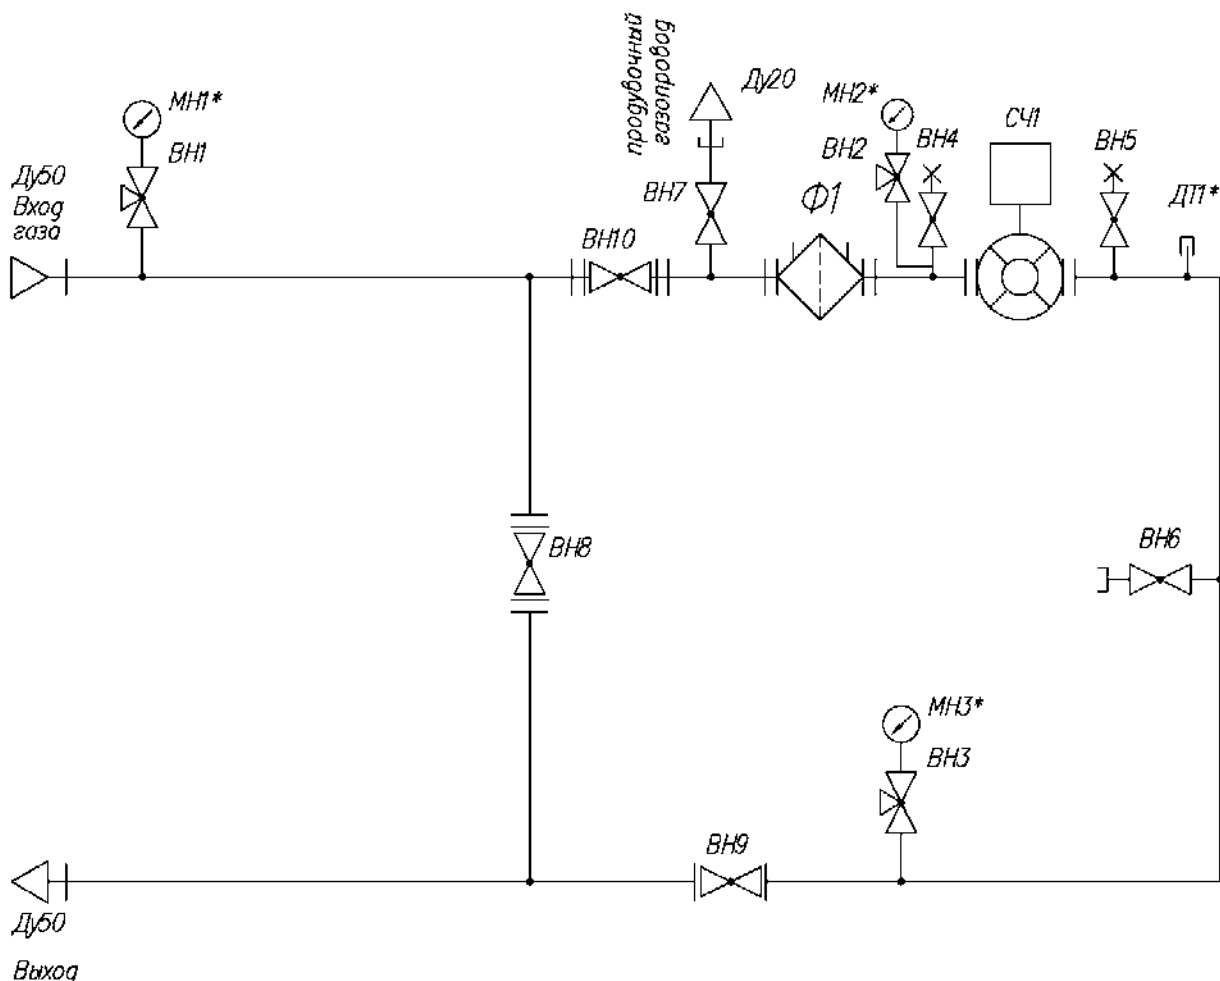 продувочный
газопровод
Ду20
МН1*
МН2*
СЧ1
ВН1
ВН2
ВН4
ВН5
Ду50
Вход
газа
ВН7
Ф1
ДТ1*
ВН10
ВН8
ВН6
МН3*
ВН3
ВН9
Ду50
Выход